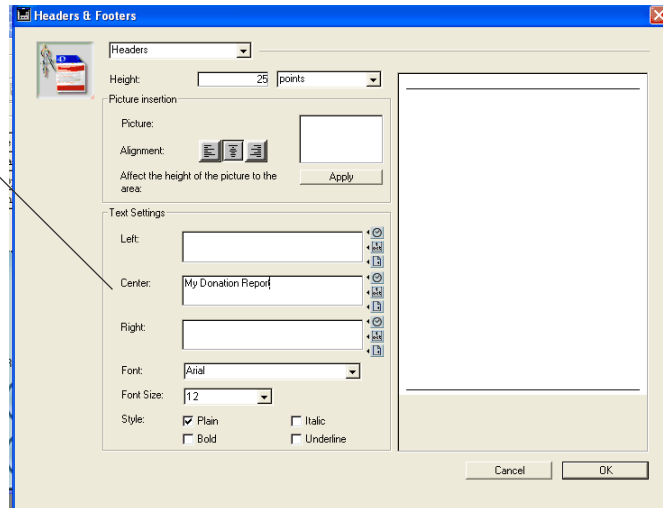 Headers & Footers
Headers
Height: 25 points
Picture insertion
Picture:
Alignment:
Affect the height of the picture to the area: Apply
Text Settings
Left:
Center: My Donation Repor
Right:
Font: Arial
Font Size: 12
Style: Plain Italic
Bold Underline
Cancel OK